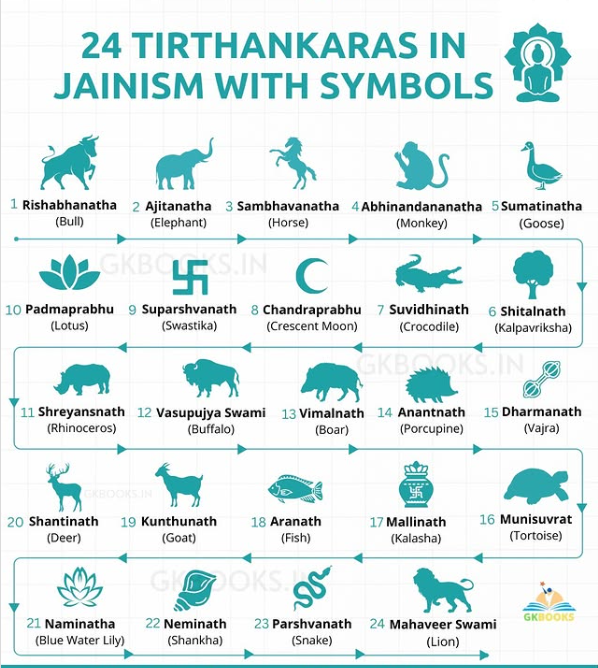 24 TIRTHANKARAS IN
JAINISM WITH SYMBOLS
1 Rishabhanatha
(Bull)
2 Ajitanatha
(Elephant)
3 Sambhavanatha
(Horse)
4 Abhinandananatha
(Monkey)
5 Sumatinatha
(Goose)
GKBOOKS.IN
10 Padmaprabhu
(Lotus)
9 Suparshvanath
(Swastika)
8 Chandraprabhu
(Crescent Moon)
7 Suvidhinath
(Crocodile)
6 Shitalnath
(Kalpavriksha)
GKBOOKS.IN
11 Shreyansnath
(Rhinoceros)
12 Vasupujya Swami
(Buffalo)
13 Vimalnath
(Boar)
14 Anantnath
(Porcupine)
15 Dharmanath
(Vajra)
GKBOOKS.IN
20 Shantinath
(Deer)
19 Kunthunath
(Goat)
18 Aranath
(Fish)
17 Mallinath
(Kalasha)
16 Munisuvrat
(Tortoise)
GKBOOKS.IN
21 Naminatha
(Blue Water Lily)
22 Neminath
(Shankha)
23 Parshvanath
(Snake)
24 Mahaveer Swami
(Lion)
GKBOOKS